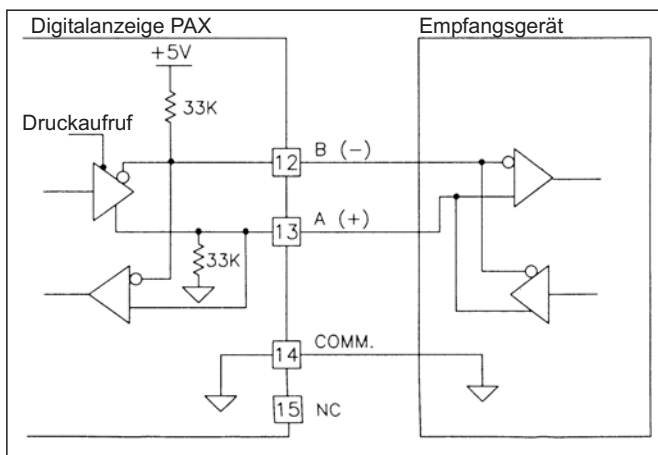 Digitalanzeige PAX
Empfangsgerät
+5V
33K
Druckaufruf
12
B (−)
13
A (+)
33K
14
COMM.
15
NC